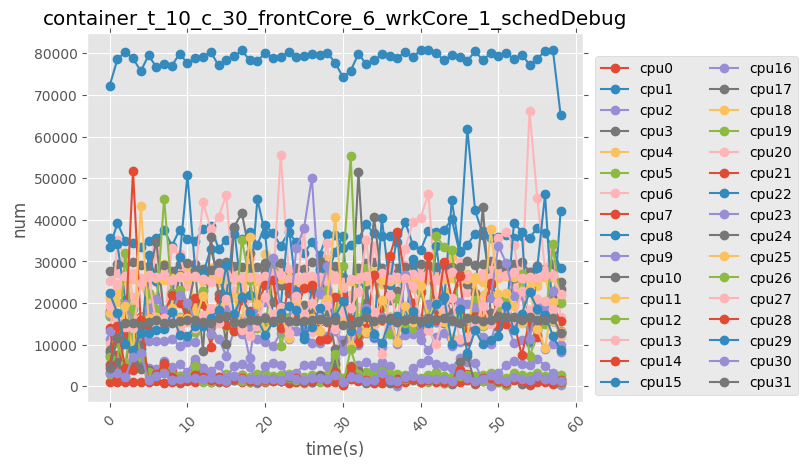 container_t_10_c_30_frontCore_6_wrkCore_1_schedDebug
80000
70000
60000
50000
40000
30000
20000
10000
0
num
0
10
20
30
40
50
60
time(s)
cpu0
cpu1
cpu2
cpu3
cpu4
cpu5
cpu6
cpu7
cpu8
cpu9
cpu10
cpu11
cpu12
cpu13
cpu14
cpu15
cpu16
cpu17
cpu18
cpu19
cpu20
cpu21
cpu22
cpu23
cpu24
cpu25
cpu26
cpu27
cpu28
cpu29
cpu30
cpu31